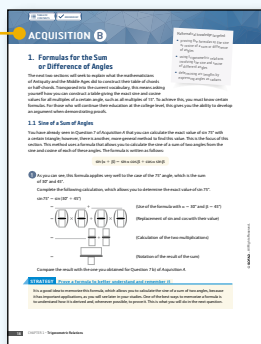 ACQUISITION B
1. Formulas for the Sum
or Difference of Angles
The next two sections will seek to explain what the mathematicians
of Antiquity and the Middle Ages did to construct their table of chords
or half-chords. Transposed into the current vocabulary, this means asking
yourself how you can construct a table giving the exact sine and cosine
values for all multiples of a certain angle, such as all multiples of 75°. To achieve this, you must know certain
formulas. For those who will continue their education at the college level, this gives you the ability to develop
an argument when demonstrating proofs.
1.1 Sine of a Sum of Angles
You have already seen in Question 7 of Acquisition A that you can calculate the exact value of sin 75° with
a certain triangle; however, there is another, more general method to find this value. This is the focus of this
section. This method uses a formula that allows you to calculate the sine of a sum of two angles from the
sine and cosine of each of these angles. The formula is written as follows:
sin(α + β) = sin α cos β + cos α sin β
1 As you can see, this formula applies very well to the case of the 75° angle, which is the sum
of 30° and 45°.
Complete the following calculation, which allows you to determine the exact value of sin 75°.
sin 75° = sin (30° + 45°)
= + (Use of the formula with α = 30° and β = 45°)
= (Replacement of sin and cos with their value)
= + (Calculation of the two multiplications)
= (Notation of the result of the sum)
Compare the result with the one you obtained for Question 7 b) of Acquisition A
STRATEGY Prove a formula to better understand and remember it
It is a good idea to memorize this formula, which allows you to calculate the sine of a sum of two angles, because
it has important applications, as you will see later in your studies. One of the best ways to memorize a formula is
to understand how it is derived and, whenever possible, to prove it. This is what you will do in the next question:
CHAPTER 1 – Trigonometric Relation